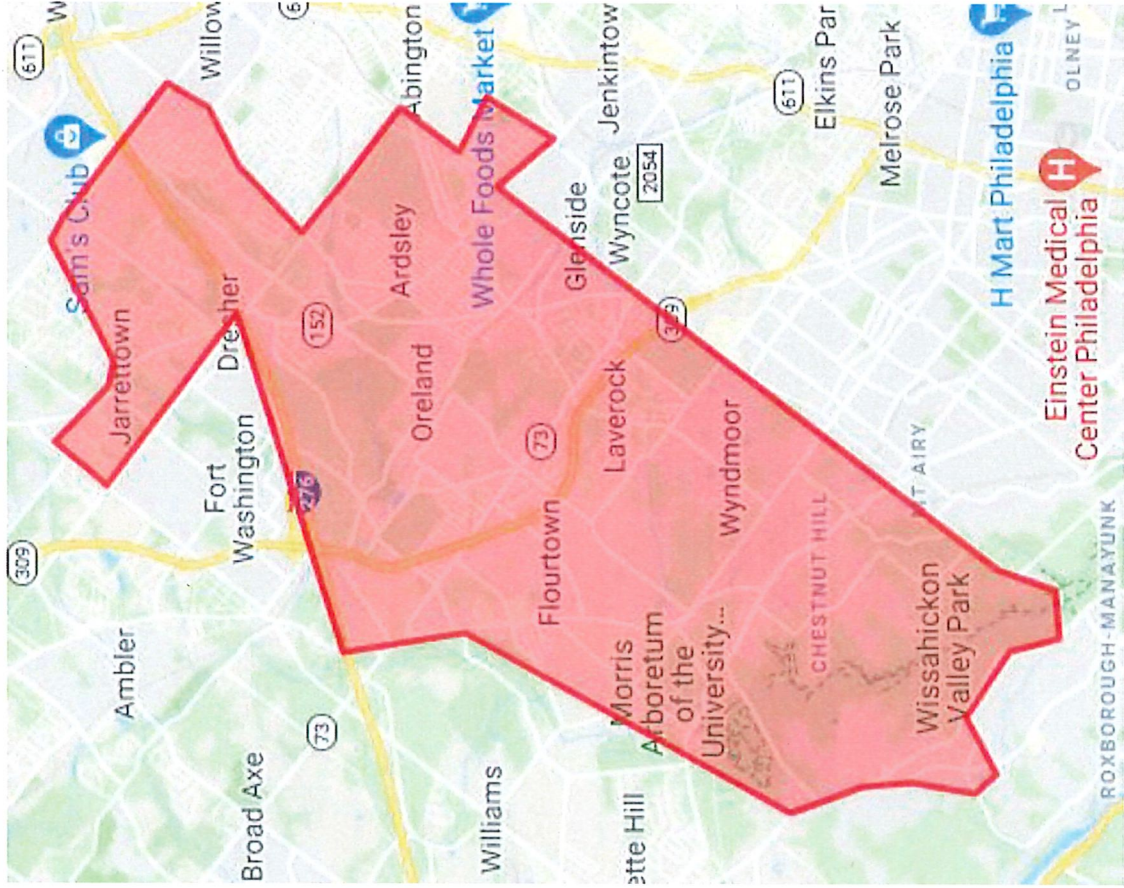 309
611
W
Sam's Club
Jarrettown
Ambler
Willow
Fort
Washington
Dresher
Broad Axe
6
276
73
152
Ardsley
Abington
Oreland
Whole Foods Market
Williams
73
Flourtown
Glenside
Jenkintow
Laverock
Wyncote
Morris
Arboretum
of the
University...
ette Hill
2054
309
Wyndmoor
611
CHESTNUT HILL
Elkins Par
Melrose Park
MT AIRY
Wissahickon
Valley Park
H Mart Philadelphia
H
Einstein Medical
Center Philadelphia
OLNEY L
ROXBOROUGH-MANAYUNK